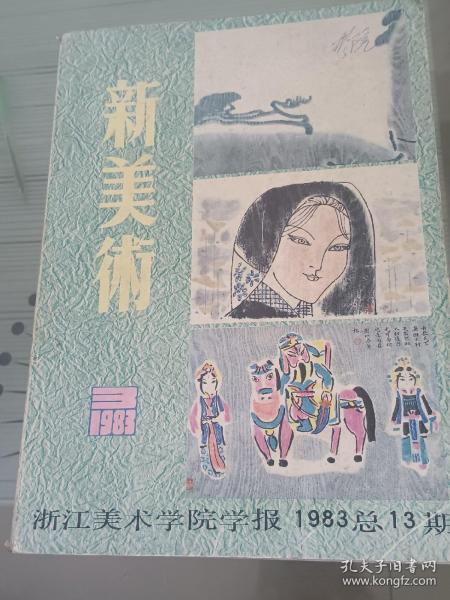 新美術
3
1983
浙江美术学院学报 1983总13期
孔夫子旧书网
www.kongfz.com